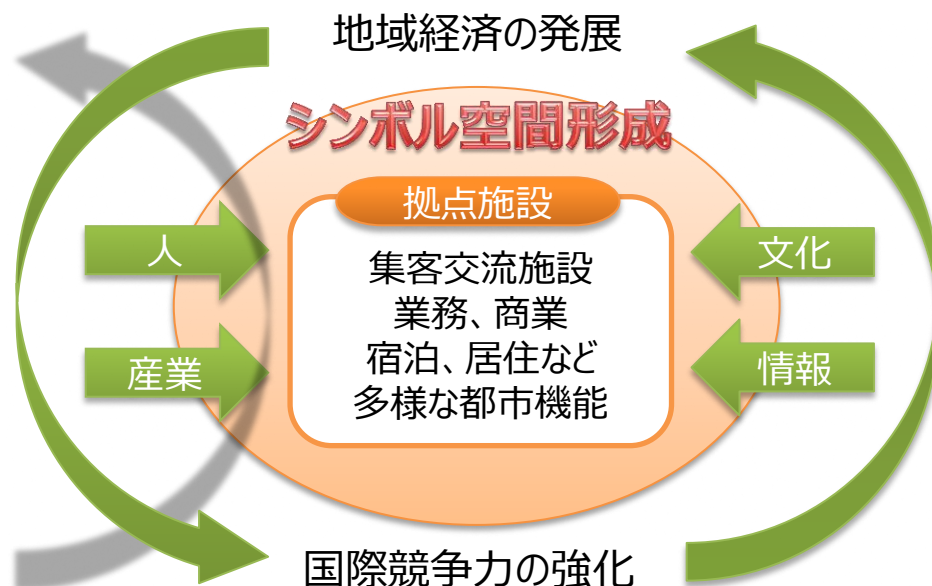 地域経済の発展
シンボル空間形成
拠点施設
人
産業
集客交流施設
業務、商業
宿泊、居住など
多様な都市機能
文化
情報
国際競争力の強化